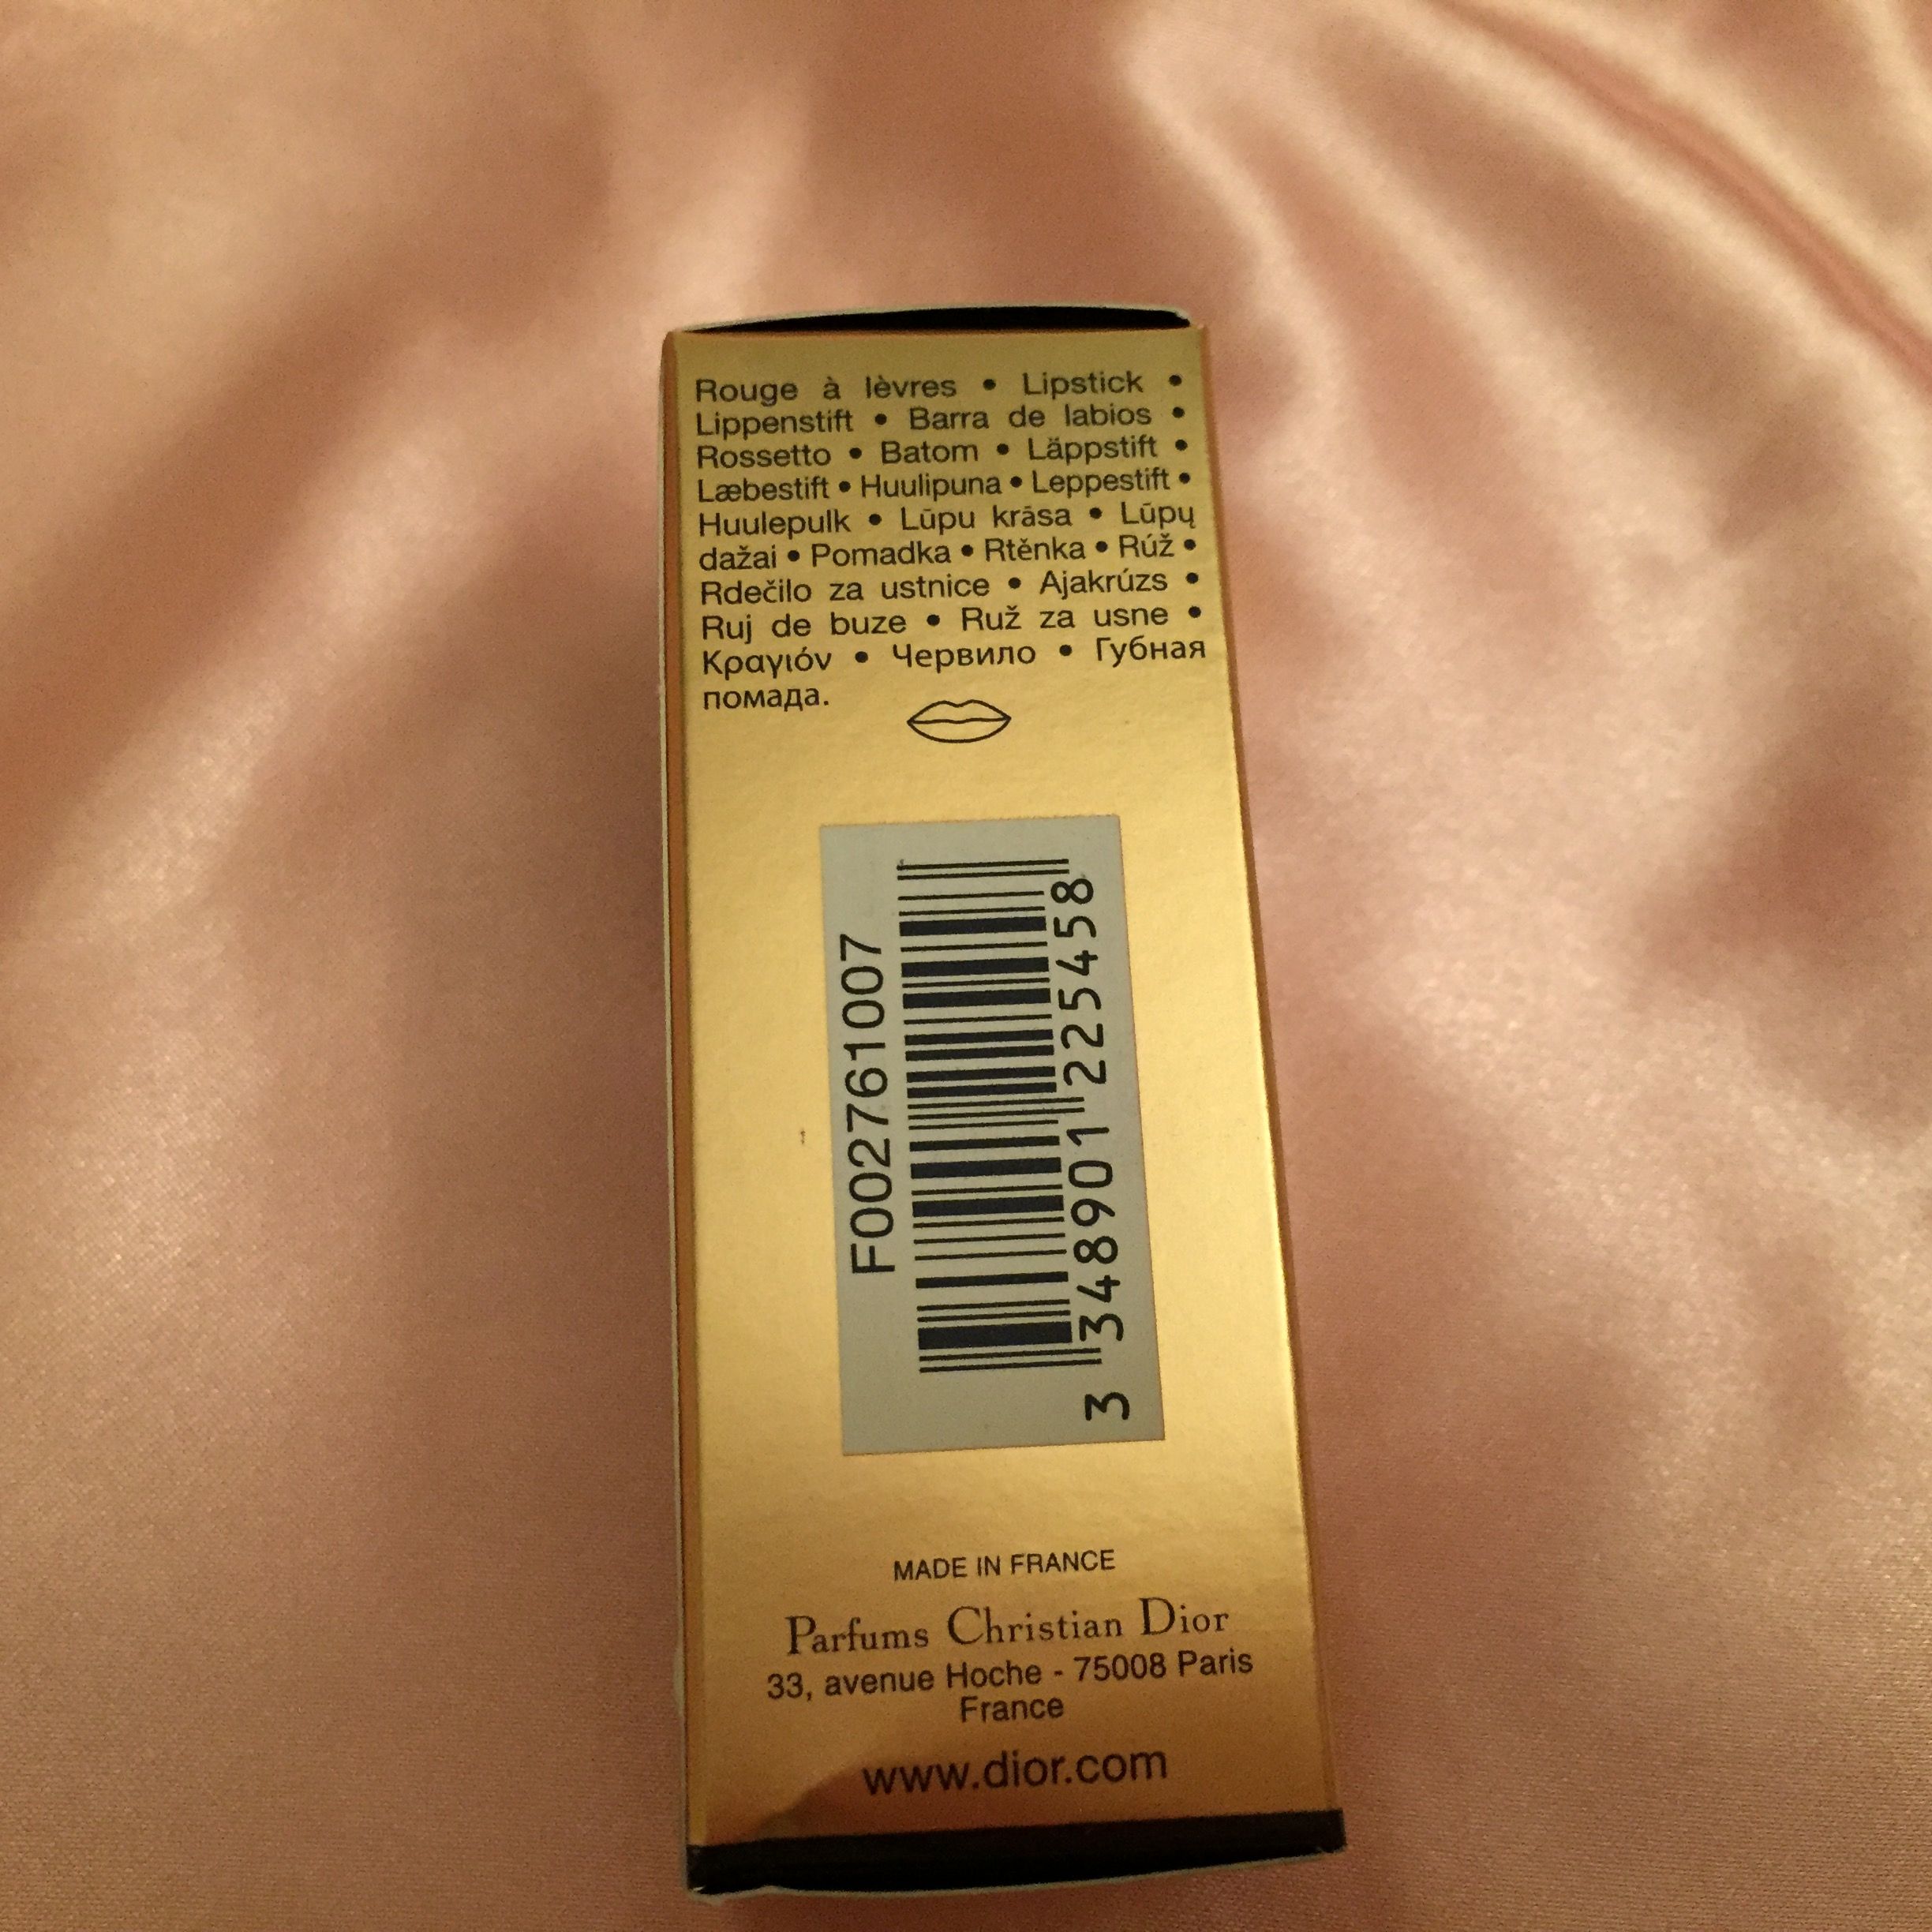 Rouge à lèvres • Lipstick •
Lippenstift • Barra de labios •
Rossetto • Batom • Läppstift •
Læbestift • Huulipuna • Leppestift •
Huulepulk • Lūpu krāsa • Lūpų
dažai • Pomadka • Rtěnka • Rúž •
Rdečilo za ustnice • Ajakrúzs •
Ruj de buze • Ruž za usne •
Κραγιόν • Червило • Губная
помада.
F002761007
3 348901 225458
MADE IN FRANCE
Parfums Christian Dior
33, avenue Hoche - 75008 Paris
France
www.dior.com